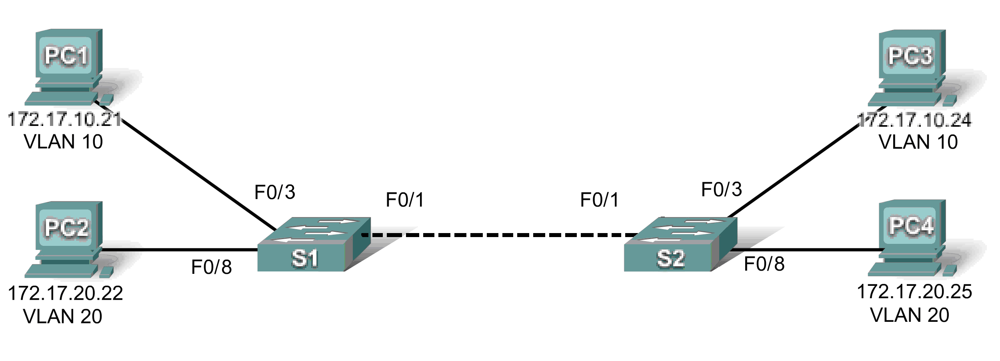 PC1
172.17.10.21
VLAN 10
PC3
172.17.10.24
VLAN 10
F0/3
F0/1
F0/1
F0/3
PC2
172.17.20.22
VLAN 20
F0/8
S1
S2
F0/8
PC4
172.17.20.25
VLAN 20